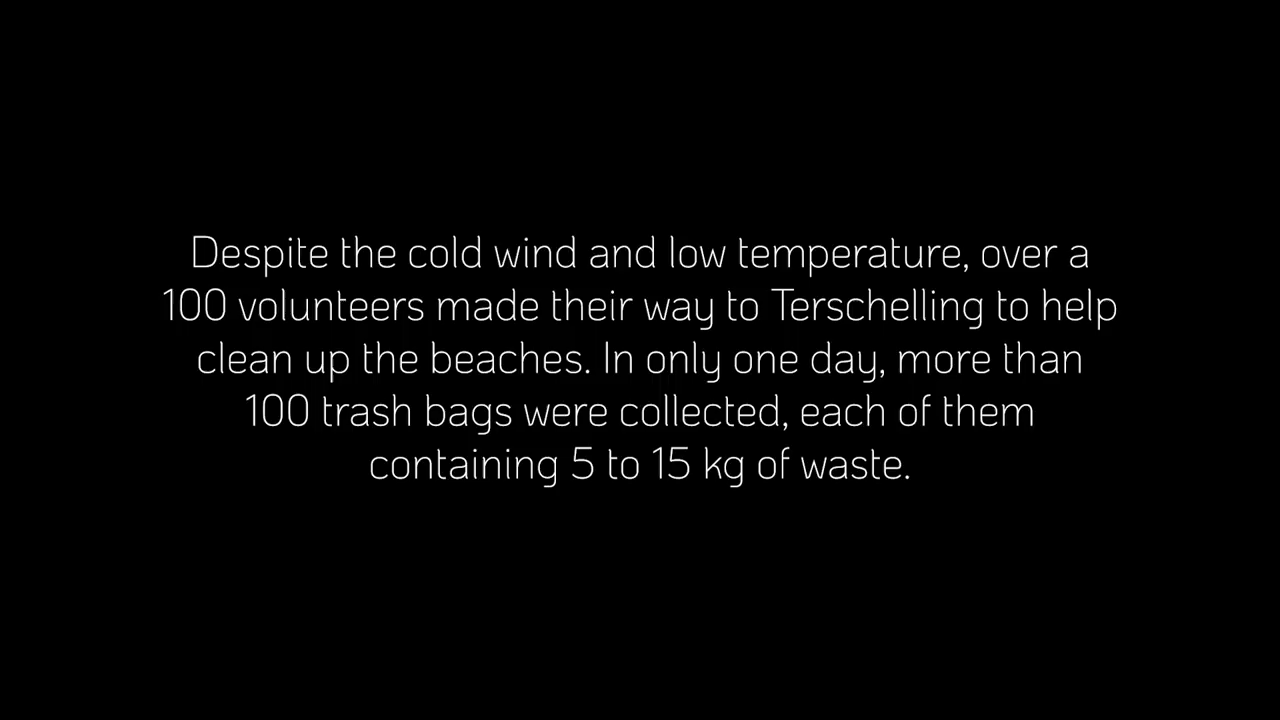 Despite the cold wind and low temperature, over a
100 volunteers made their way to Terschelling to help
clean up the beaches. In only one day, more than
100 trash bags were collected, each of them
containing 5 to 15 kg of waste.